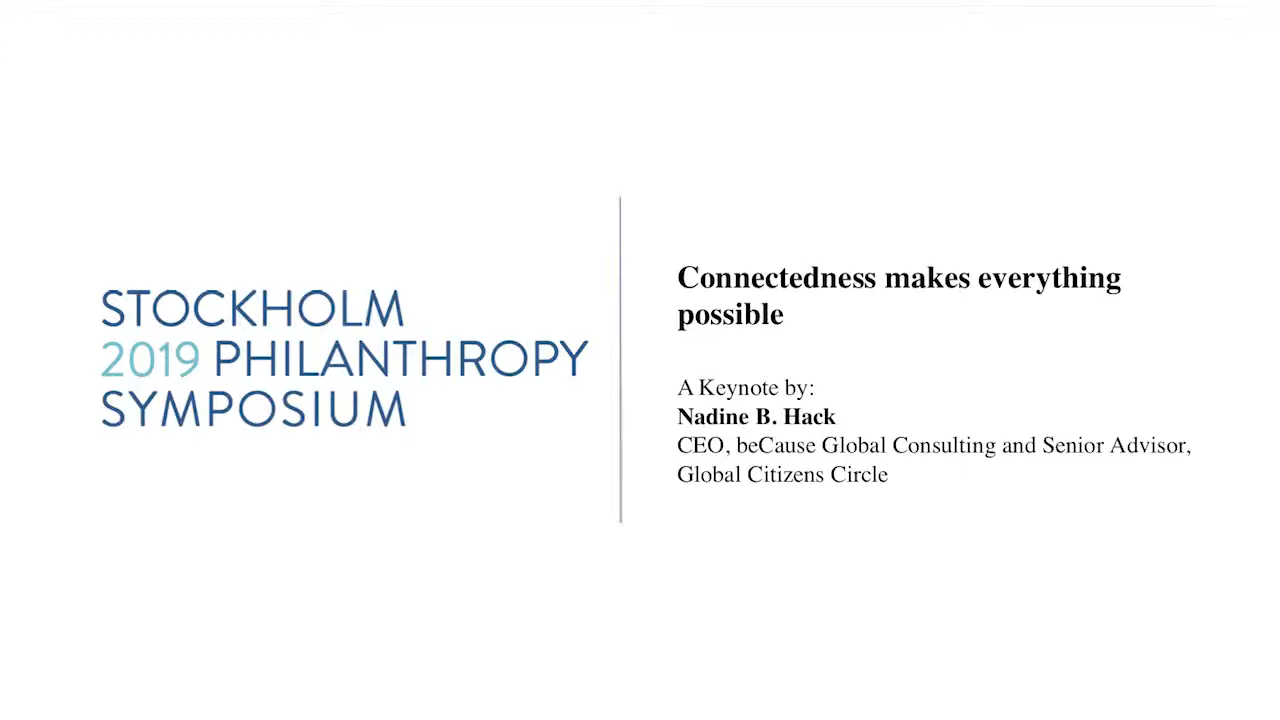 STOCKHOLM
2019 PHILANTHROPY
SYMPOSIUM
Connectedness makes everything
possible
A Keynote by:
Nadine B. Hack
CEO, beCause Global Consulting and Senior Advisor,
Global Citizens Circle